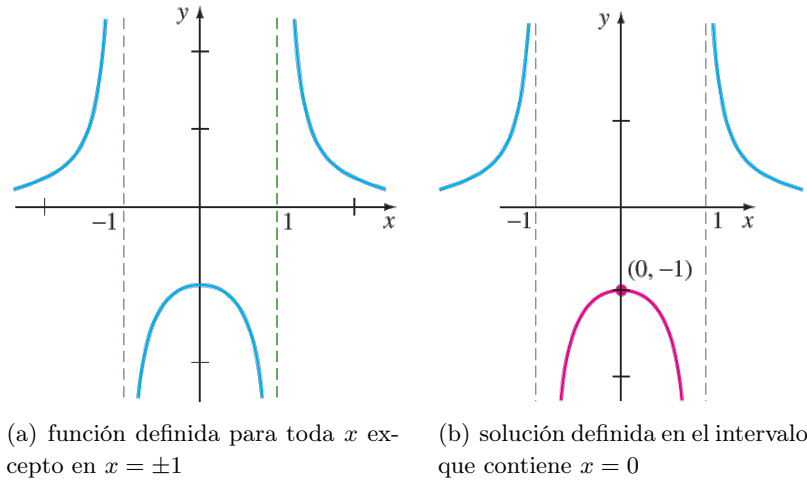 y
−1
1
x
(a) función definida para toda x ex-
cepto en x = ±1
y
−1
1
x
(0, −1)
(b) solución definida en el intervalo
que contiene x = 0